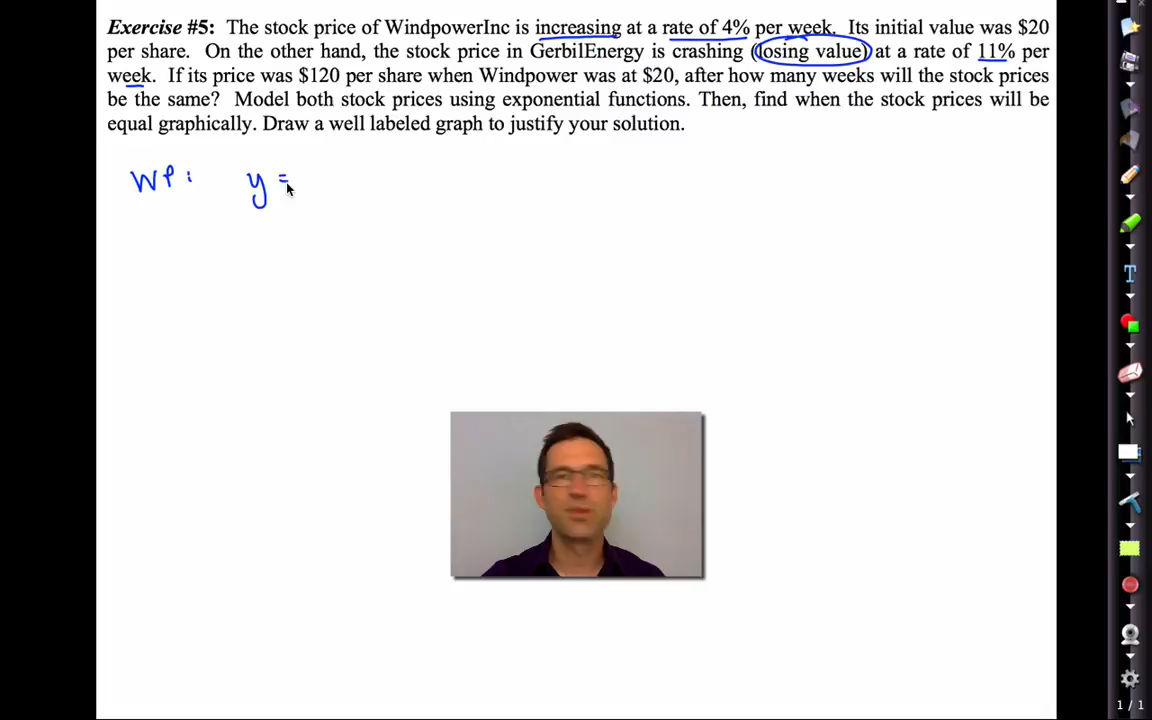 Exercise #5: The stock price of WindpowerInc is increasing at a rate of 4% per week. Its initial value was $20
per share. On the other hand, the stock price in GerbilEnergy is crashing (losing value) at a rate of 11% per
week. If its price was $120 per share when Windpower was at $20, after how many weeks will the stock prices
be the same? Model both stock prices using exponential functions. Then, find when the stock prices will be
equal graphically. Draw a well labeled graph to justify your solution.
WP: y =
T
1 / 1